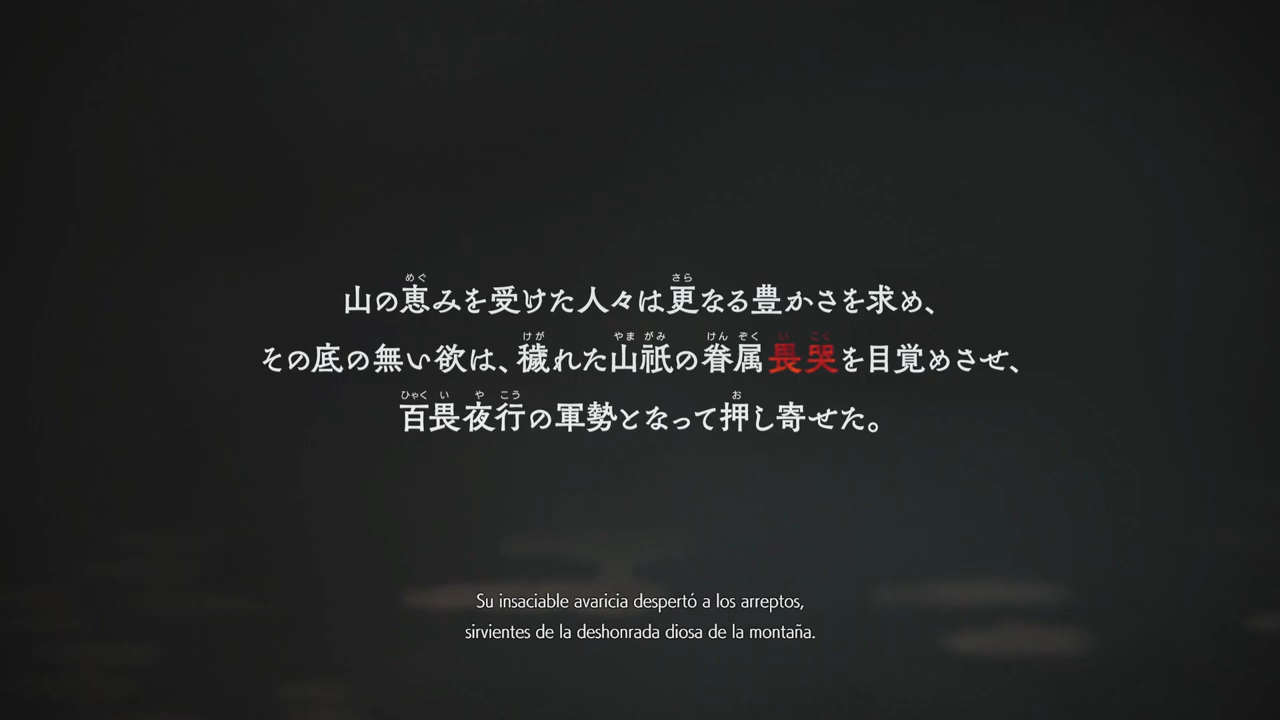 山の恵みを受けた人々は更なる豊かさを求め、
その底の無い欲は、穢れた山祇の眷属畏哭を目覚めさせ、
百畏夜行の軍勢となって押し寄せた。
Su insaciable avaricia despertó a los arreptos,
sirvientes de la deshonrada diosa de la montaña.